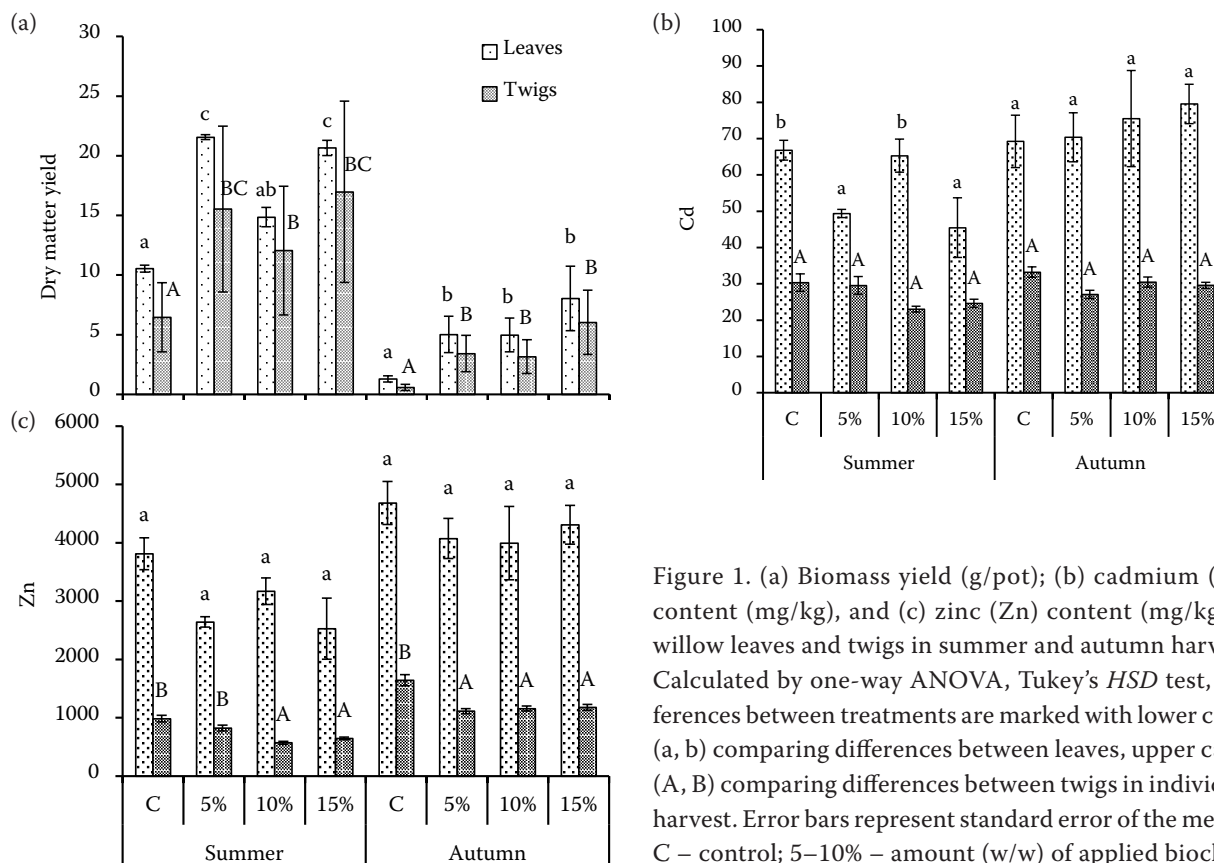 (a)
30
25
20
15
10
5
0
Dry matter yield
Leaves
Twigs
a
A
c
BC
ab
B
c
BC
a
A
b
B
b
B
b
B
(b)
100
90
80
70
60
50
40
30
20
10
0
Cd
b
A
a
A
b
A
a
A
a
A
a
A
a
A
a
A
C 5% 10% 15% C 5% 10% 15%
Summer Autumn
(c)
6000
5000
4000
3000
2000
1000
0
Zn
a
B
a
B
a
A
a
A
a
B
a
A
a
A
a
A
C 5% 10% 15% C 5% 10% 15%
Summer Autumn
Figure 1. (a) Biomass yield (g/pot); (b) cadmium (
content (mg/kg), and (c) zinc (Zn) content (mg/kg
willow leaves and twigs in summer and autumn harv
Calculated by one-way ANOVA, Tukey's HSD test,
ferences between treatments are marked with lower c
(a, b) comparing differences between leaves, upper c
(A, B) comparing differences between twigs in individ
harvest. Error bars represent standard error of the me
C – control; 5–10% – amount (w/w) of applied bioch